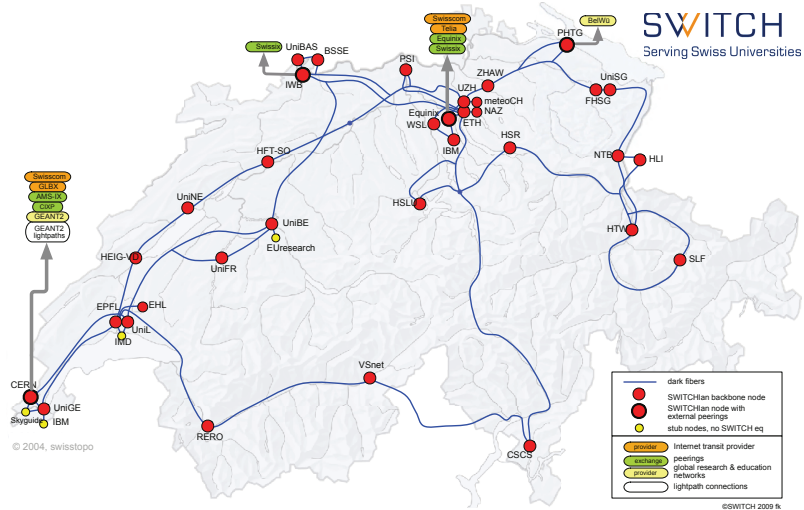 SWITCH
Serving Swiss Universities
Swisscom
Telia
Equinix
Swissix
BelWü
PHTG
Swissix
UniBAS
BSSE
IWB
PSI
ZHAW
UZH
meteoCH
NAZ
ETH
Equinix
WSL
IBM
UniSG
FHSG
HSR
NTB
HLI
HFT-SO
Swisscom
GLBX
AMS-IX
CIXP
GEANT2
GEANT2
lightpaths
UniNE
HSLU
UniBE
EUresearch
HTW
SLF
HEIG-VD
UniFR
EPFL
EHL
UniL
IMD
VSnet
CERN
Skyguide
UniGE
IBM
RERO
CSCS
© 2004, swisstopo
dark fibers
SWITCHlan backbone node
SWITCHlan node with
external peerings
stub nodes, no SWITCH eq
provider Internet transit provider
exchange peerings
provider global research & education
networks
lightpath connections
©SWITCH 2009 fk